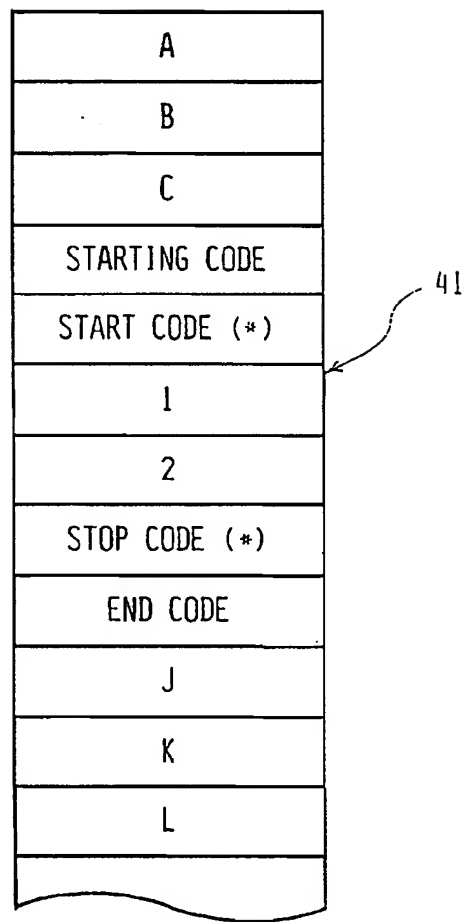 A
B
C
STARTING CODE
START CODE (*)
41
1
2
STOP CODE (*)
END CODE
J
K
L